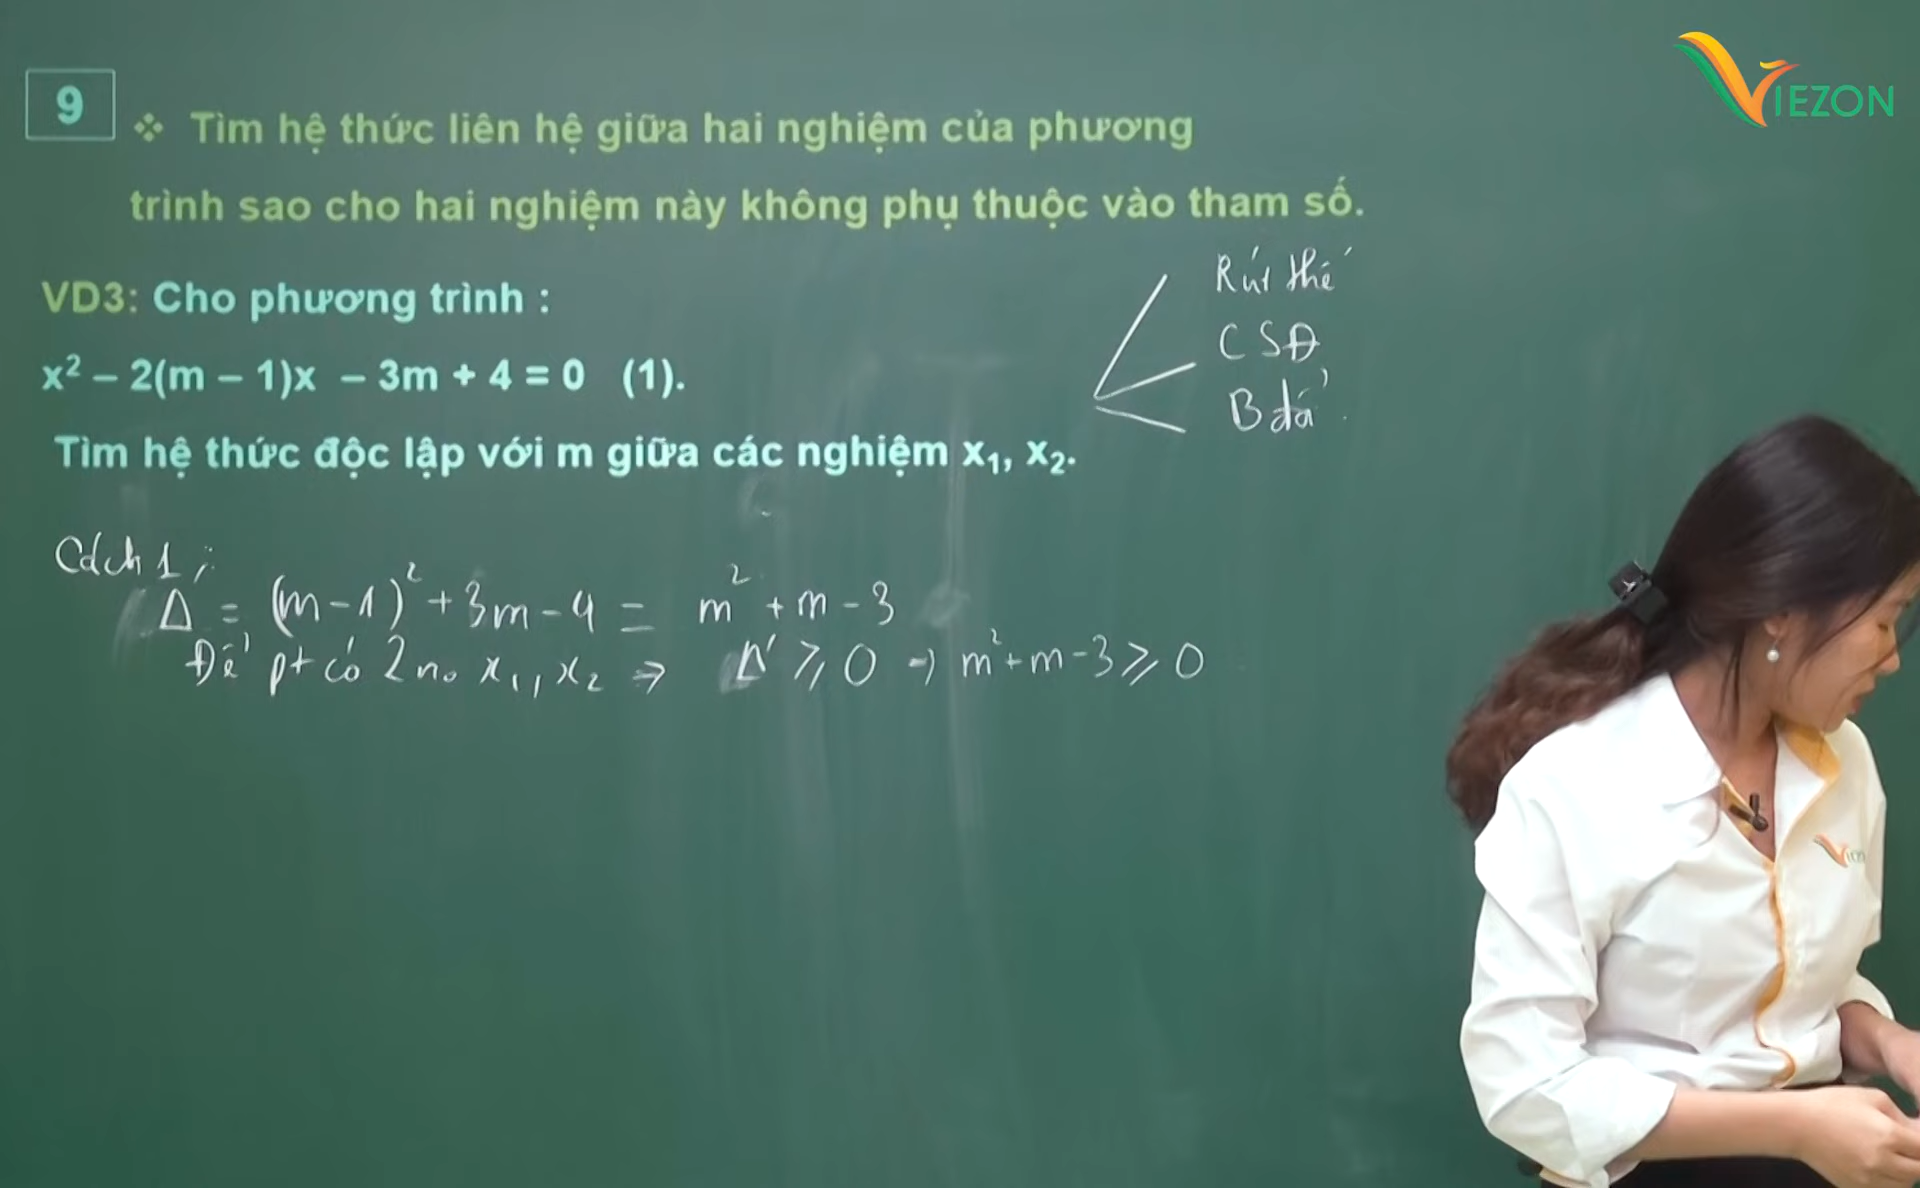 VIEZON
9
❖ Tìm hệ thức liên hệ giữa hai nghiệm của phương
trình sao cho hai nghiệm này không phụ thuộc vào tham số.
VD3: Cho phương trình :
x² – 2(m – 1)x – 3m + 4 = 0 (1).
Tìm hệ thức độc lập với m giữa các nghiệm x₁, x₂.
Rút thế
CSĐ
B đả
Cách 1:
Δ = (m-1)² + 3m - 4 = m² + m - 3
Để pt có 2 no x₁, x₂ → Δ' ⩾ 0 → m² + m - 3 ⩾ 0